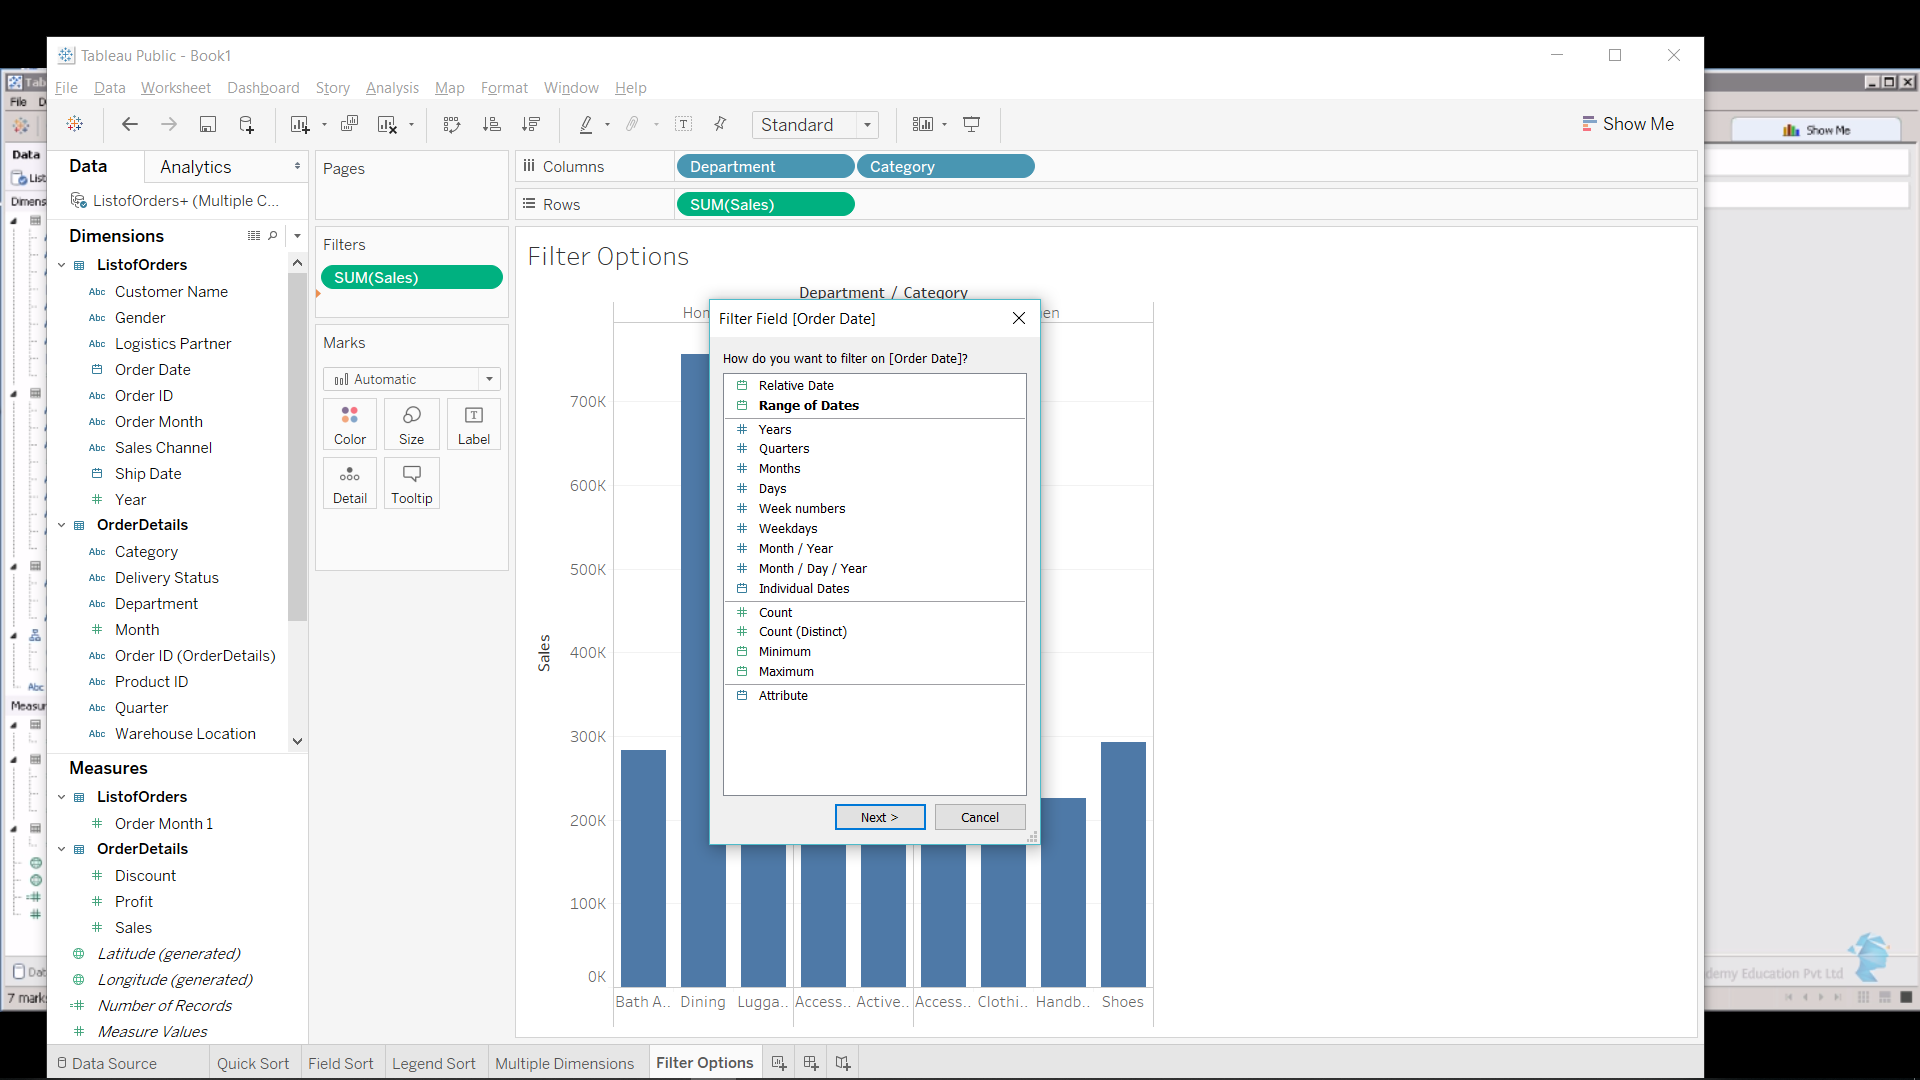 Tableau Public - Book1
File Data Worksheet Dashboard Story Analysis Map Format Window Help
Standard
Show Me
Data Analytics
ListofOrders+ (Multiple C...
Dimensions
ListofOrders
Abc Customer Name
Abc Gender
Abc Logistics Partner
Order Date
Abc Order ID
Abc Order Month
Abc Sales Channel
Ship Date
Year
OrderDetails
Abc Category
Abc Delivery Status
Abc Department
Month
Abc Order ID (OrderDetails)
Abc Product ID
Abc Quarter
Abc Warehouse Location
Measures
ListofOrders
Order Month 1
OrderDetails
Discount
Profit
Sales
Latitude (generated)
Longitude (generated)
Number of Records
Measure Values
Pages
Filters
SUM(Sales)
Marks
Automatic
Color Size Label
Detail Tooltip
Columns Department Category
Rows SUM(Sales)
Filter Options
Department / Category
Hon
en
700K
600K
500K
400K
300K
200K
100K
0K
Sales
Bath A.. Dining Lugga.. Access.. Active.. Access.. Clothi.. Handb.. Shoes
Filter Field [Order Date]
How do you want to filter on [Order Date]?
Relative Date
Range of Dates
Years
Quarters
Months
Days
Week numbers
Weekdays
Month / Year
Month / Day / Year
Individual Dates
Count
Count (Distinct)
Minimum
Maximum
Attribute
Next > Cancel
Data Source Quick Sort Field Sort Legend Sort Multiple Dimensions Filter Options
Tab
File D
Data
List
Dimens
Abc
Measur
Dat
7 mark
Show Me
demy Education Pvt Ltd